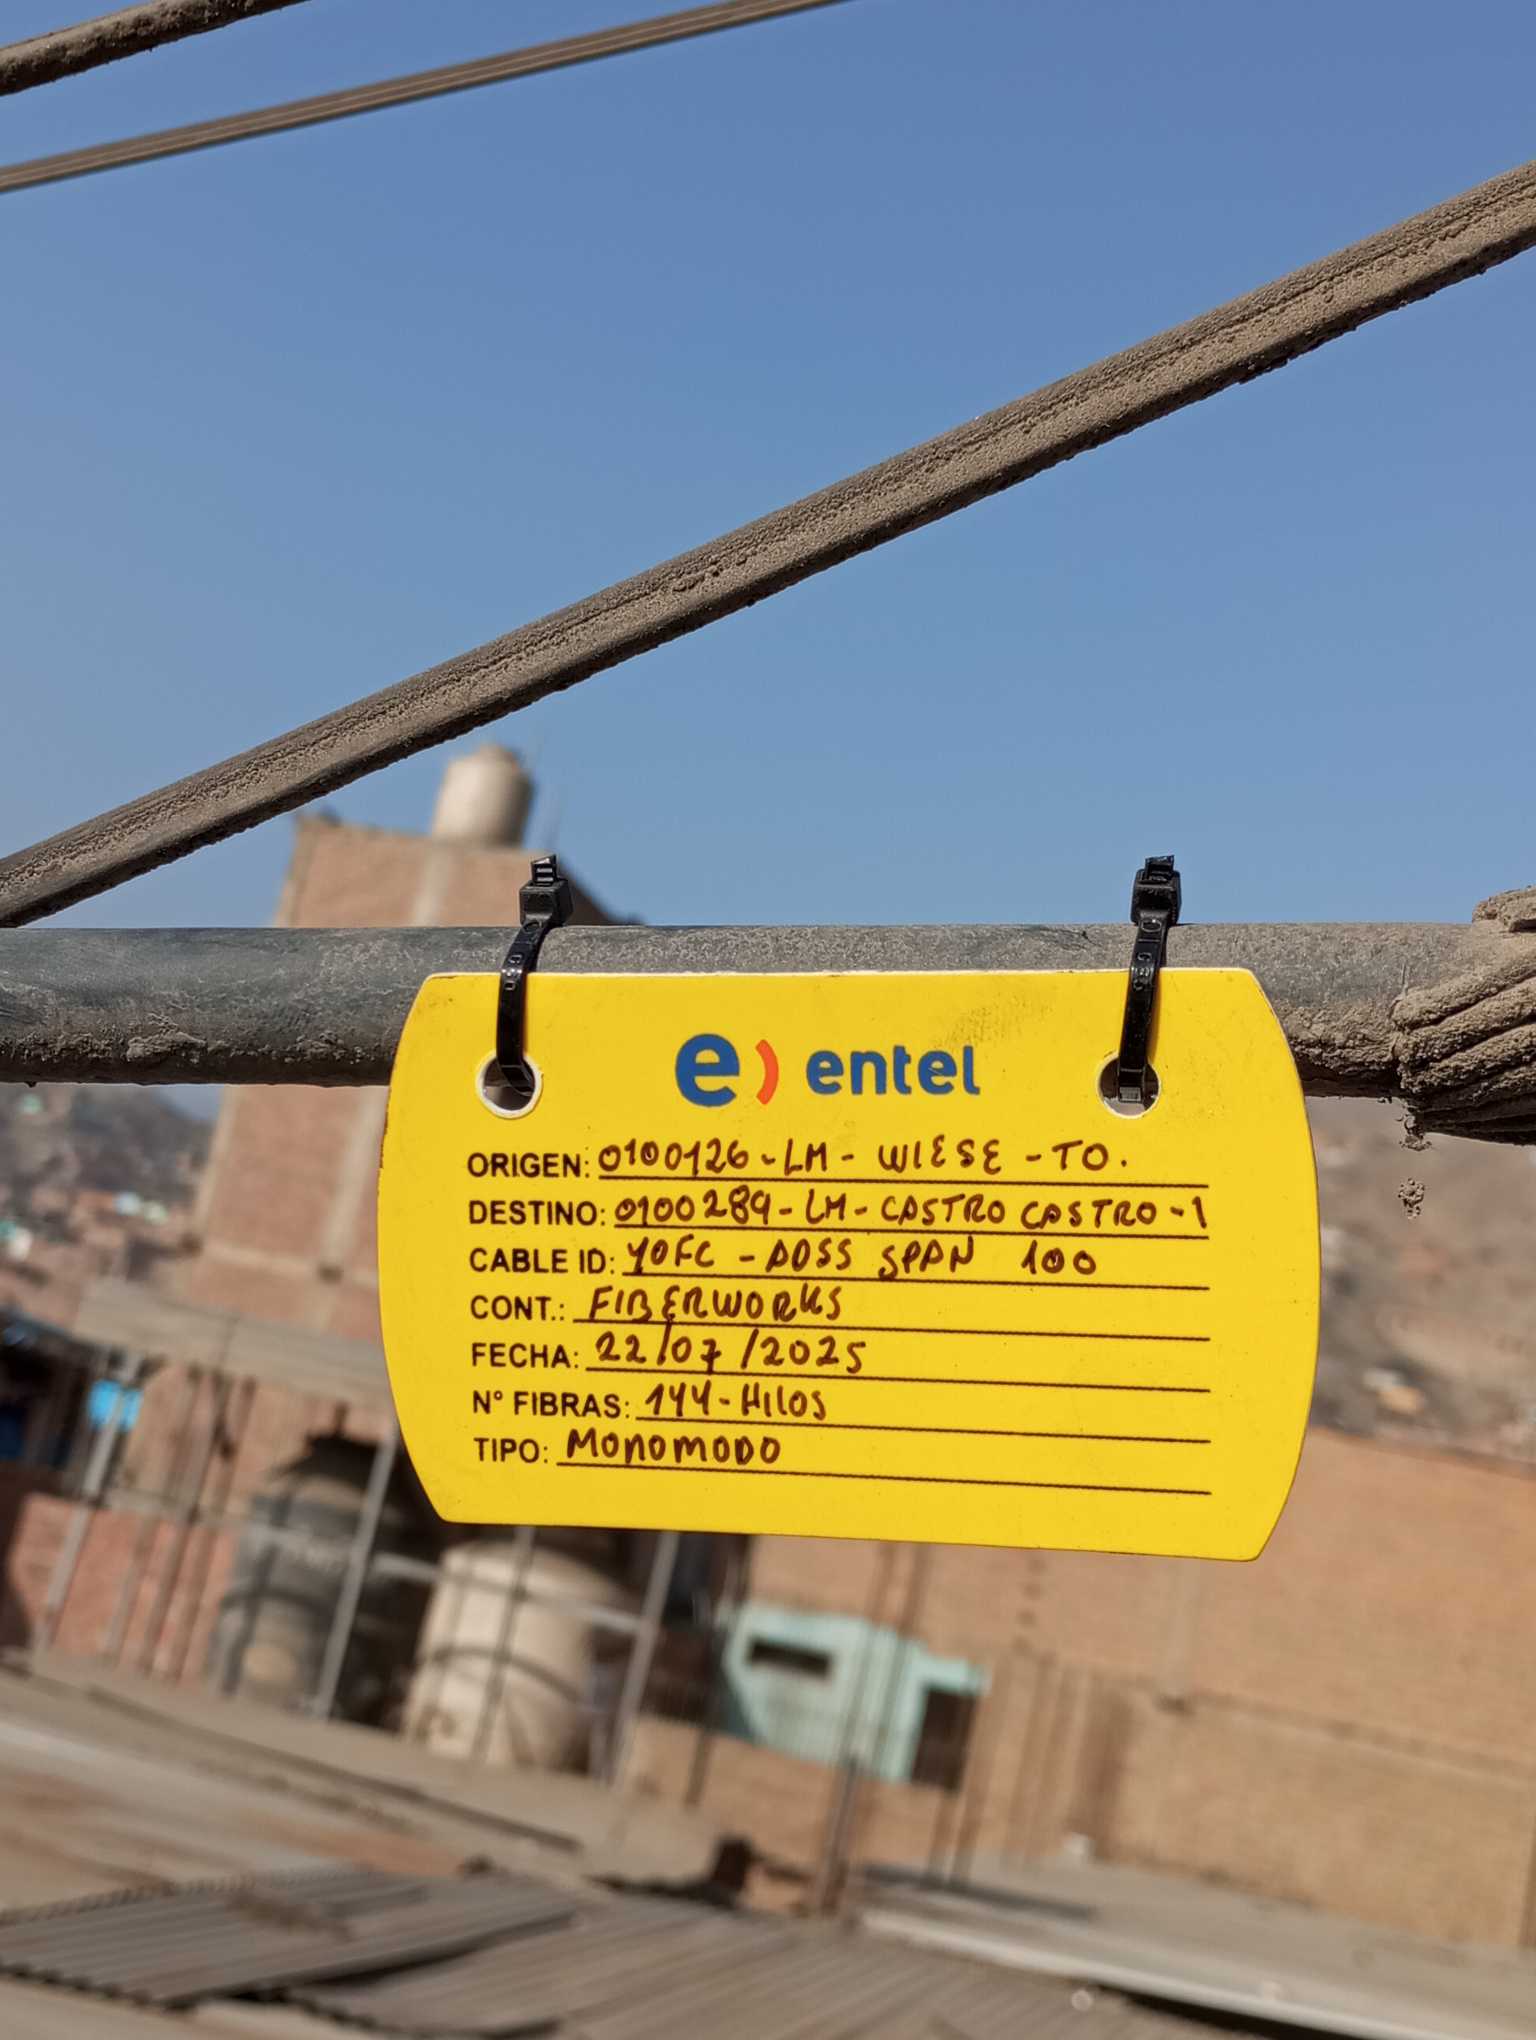 e) entel
ORIGEN: 0100126-LM-WIESE-TO.
DESTINO: 0100289-LM-CASTRO CASTRO-1
CABLE ID: YOFC - ADSS SPAN 100
CONT.: FIBERWORKS
FECHA: 22/07/2025
N° FIBRAS: 144-Hilos
TIPO: MONOMODO